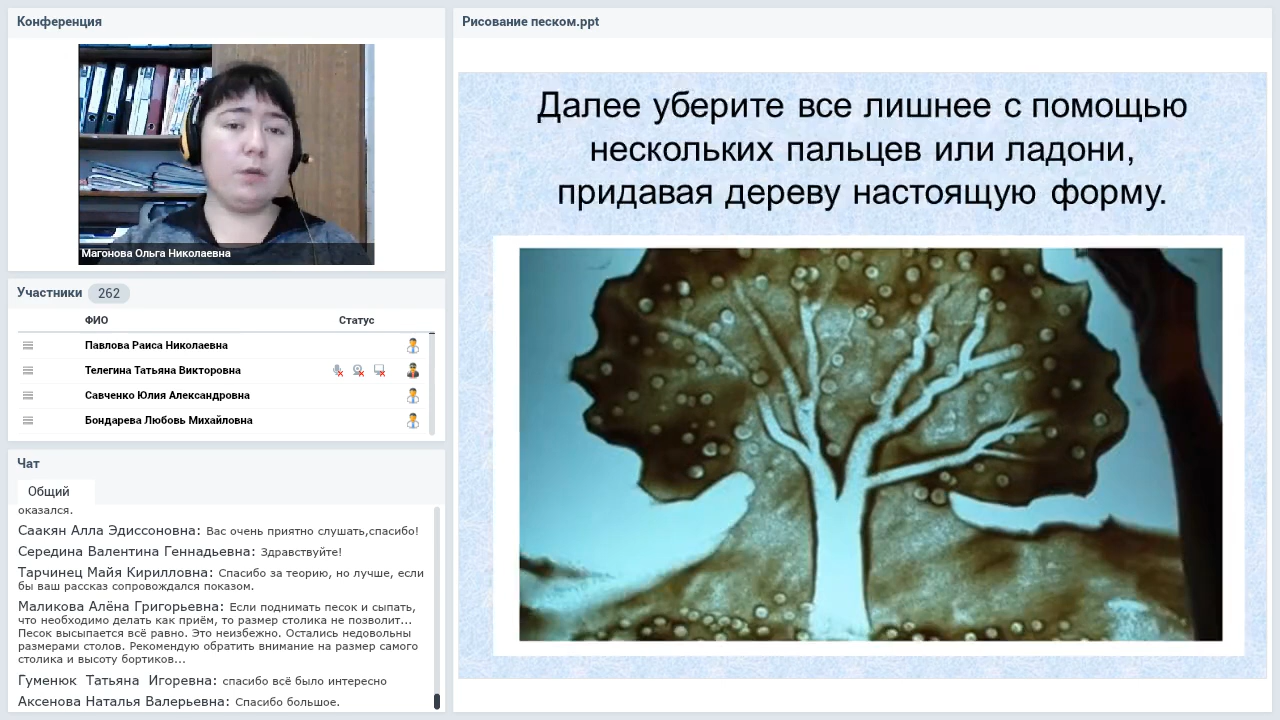 Конференция
Магонова Ольга Николаевна
Участники 262
ФИО Статус
Павлова Раиса Николаевна
Телегина Татьяна Викторовна
Савченко Юлия Александровна
Бондарева Любовь Михайловна
Чат
Общий
оказался.
Саакян Алла Эдиссоновна: Вас очень приятно слушать,спасибо!
Середина Валентина Геннадьевна: Здравствуйте!
Тарчинец Майя Кирилловна: Спасибо за теорию, но лучше, если
бы ваш рассказ сопровождался показом.
Маликова Алёна Григорьевна: Если поднимать песок и сыпать,
что необходимо делать как приём, то размер столика не позволит...
Песок высыпается всё равно. Это неизбежно. Остались недовольны
размерами столов. Рекомендую обратить внимание на размер самого
столика и высоту бортиков...
Гуменюк Татьяна Игоревна: спасибо всё было интересно
Аксенова Наталья Валерьевна: Спасибо большое.
Рисование песком.ppt
Далее уберите все лишнее с помощью
нескольких пальцев или ладони,
придавая дереву настоящую форму.